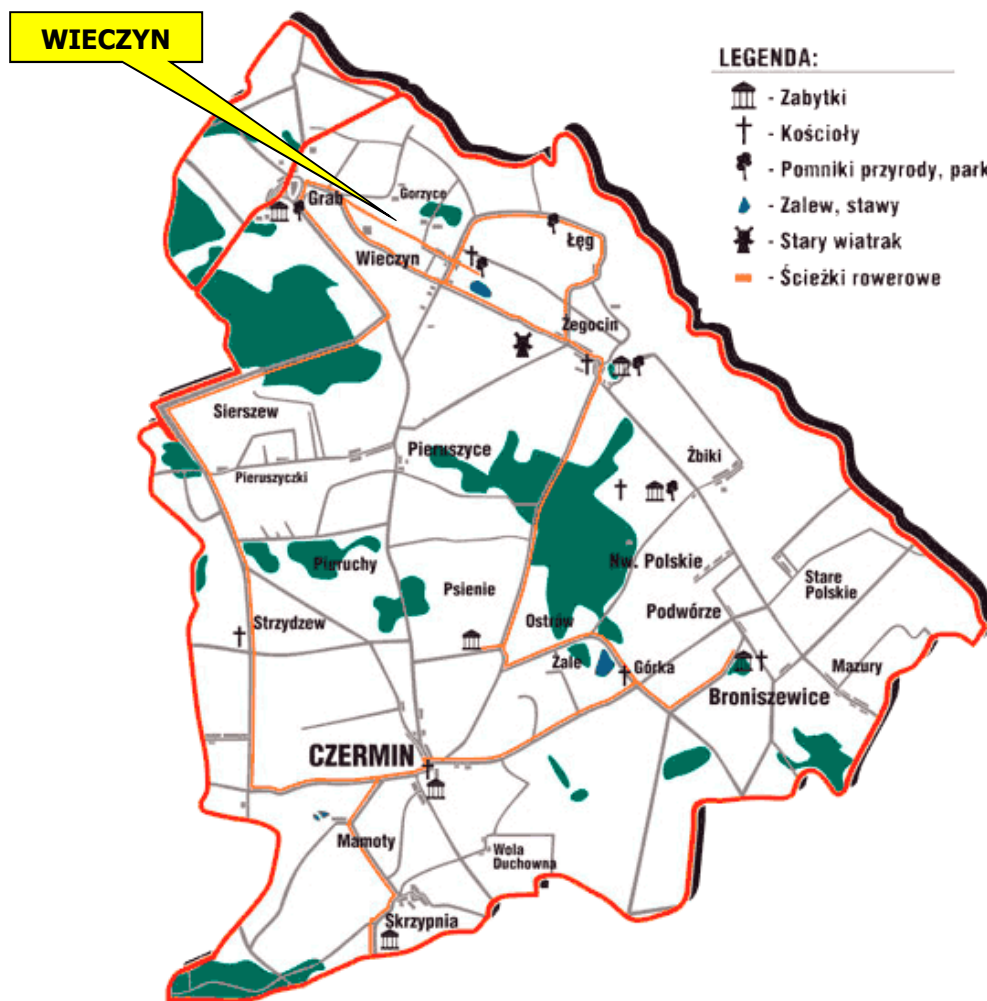 WIECZYN
LEGENDA:
- Zabytki
- Kościoły
- Pomniki przyrody, park
- Zalew, stawy
- Stary wiatrak
- Ścieżki rowerowe
Grab
Gorzyce
Łęg
Wieczyn
Żegocin
Sierszew
Pieruszyce
Żbiki
Pieruszyczki
Nw. Polskie
Pieruchy
Stare
Polskie
Psienie
Podwórze
Strzydzew
Ostrów
Żale
Górka
Mazury
Broniszewice
CZERMIN
Mamoty
Wola
Duchowna
Skrzypnia